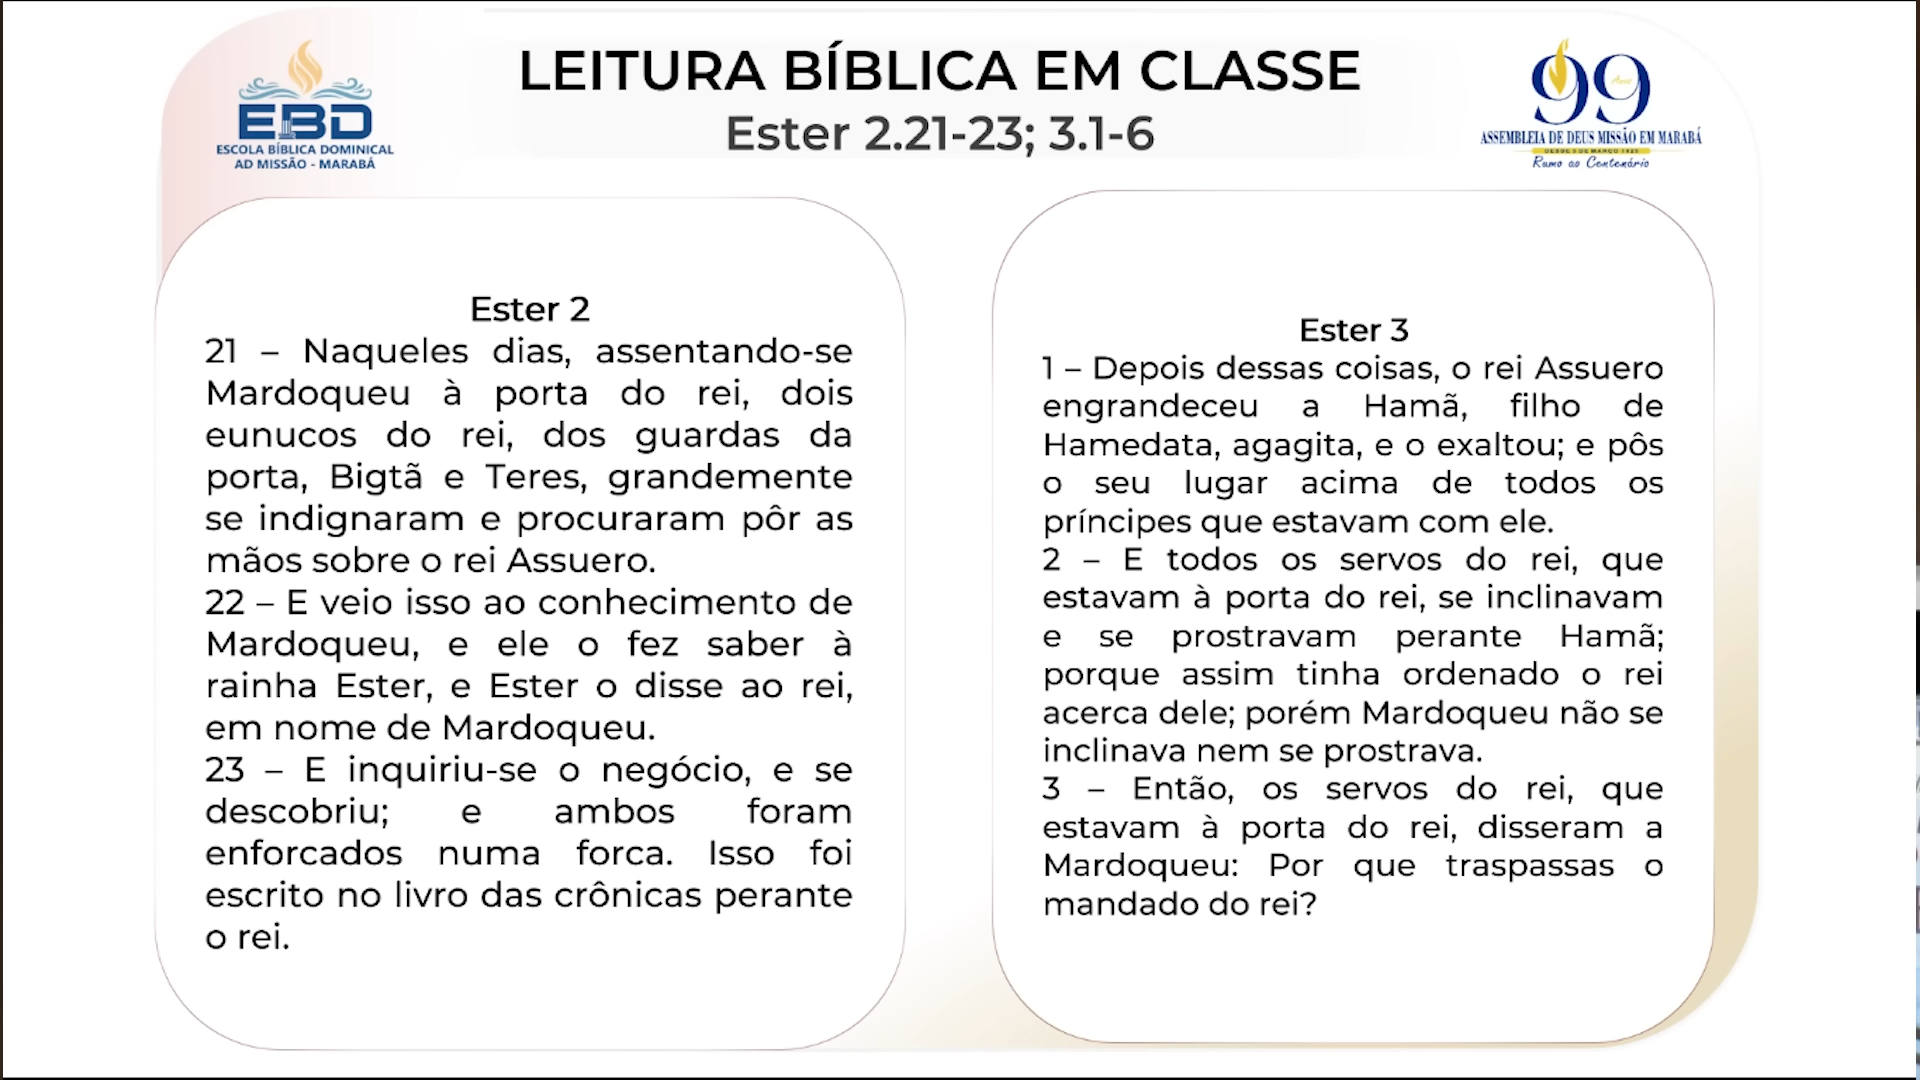 LEITURA BÍBLICA EM CLASSE
Ester 2.21-23; 3.1-6
EBD
ESCOLA BÍBLICA DOMINICAL
AD MISSÃO - MARABÁ
99
Anos
ASSEMBLEIA DE DEUS MISSÃO EM MARABÁ
DESDE 5 DE MARÇO 1925
Rumo ao Centenário
Ester 2
21 – Naqueles dias, assentando-se
Mardoqueu à porta do rei, dois
eunucos do rei, dos guardas da
porta, Bigtã e Teres, grandemente
se indignaram e procuraram pôr as
mãos sobre o rei Assuero.
22 – E veio isso ao conhecimento de
Mardoqueu, e ele o fez saber à
rainha Ester, e Ester o disse ao rei,
em nome de Mardoqueu.
23 – E inquiriu-se o negócio, e se
descobriu; e ambos foram
enforcados numa forca. Isso foi
escrito no livro das crônicas perante
o rei.
Ester 3
1 – Depois dessas coisas, o rei Assuero
engrandeceu a Hamã, filho de
Hamedata, agagita, e o exaltou; e pôs
o seu lugar acima de todos os
príncipes que estavam com ele.
2 – E todos os servos do rei, que
estavam à porta do rei, se inclinavam
e se prostravam perante Hamã;
porque assim tinha ordenado o rei
acerca dele; porém Mardoqueu não se
inclinava nem se prostrava.
3 – Então, os servos do rei, que
estavam à porta do rei, disseram a
Mardoqueu: Por que traspassas o
mandado do rei?